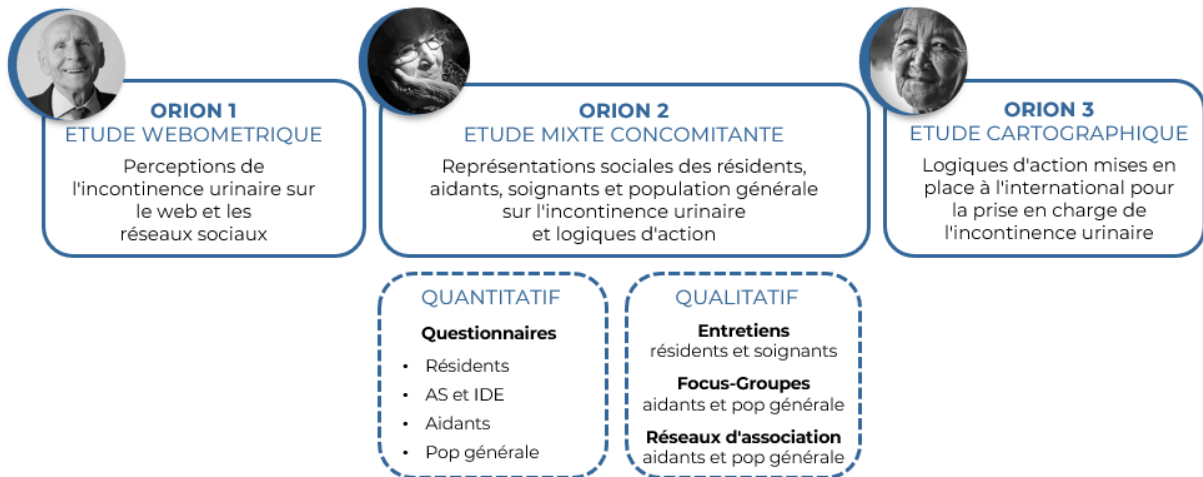 ORION 1
ETUDE WEBOMETRIQUE
Perceptions de
l'incontinence urinaire sur
le web et les
réseaux sociaux
ORION 2
ETUDE MIXTE CONCOMITANTE
Représentations sociales des résidents,
aidants, soignants et population générale
sur l'incontinence urinaire
et logiques d'action
ORION 3
ETUDE CARTOGRAPHIQUE
Logiques d'action mises en
place à l'international pour
la prise en charge de
l'incontinence urinaire
QUANTITATIF
Questionnaires
• Résidents
• AS et IDE
• Aidants
• Pop générale
QUALITATIF
Entretiens
résidents et soignants
Focus-Groupes
aidants et pop générale
Réseaux d'association
aidants et pop générale